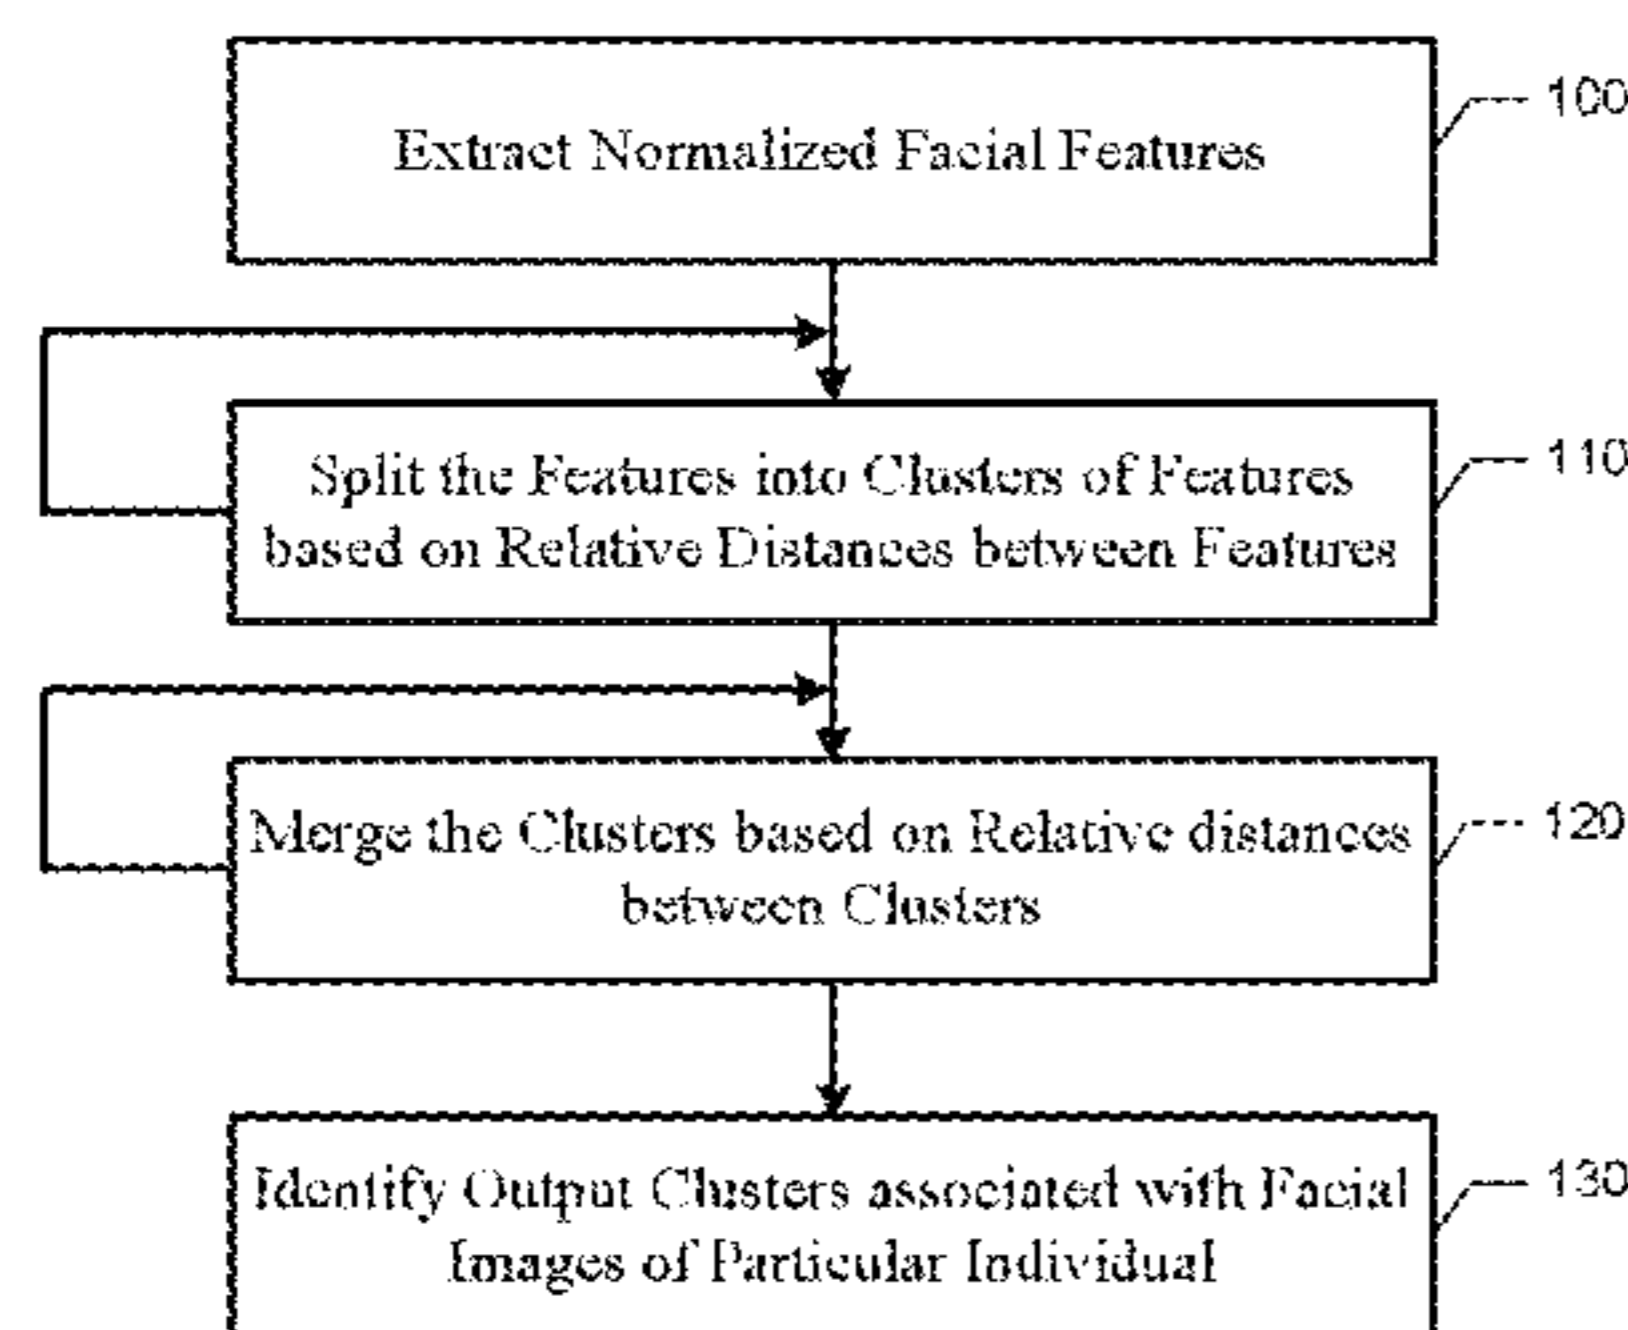 Extract Normalized Facial Features
100
Split the Features into Clusters of Features
based on Relative Distances between Features
110
Merge the Clusters based on Relative distances
between Clusters
120
Identify Output Clusters associated with Facial
Images of Particular Individual
130